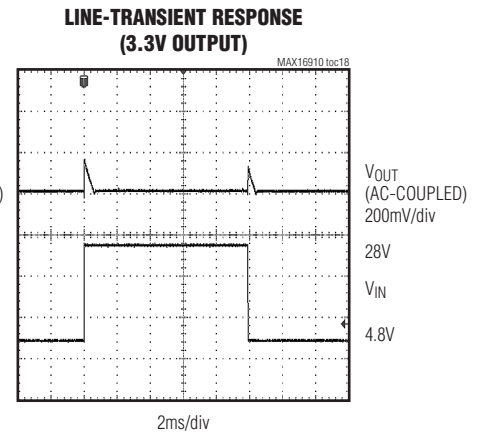 LINE-TRANSIENT RESPONSE
(3.3V OUTPUT)
MAX16910 toc18
)
VOUT
(AC-COUPLED)
200mV/div
28V
VIN
4.8V
2ms/div